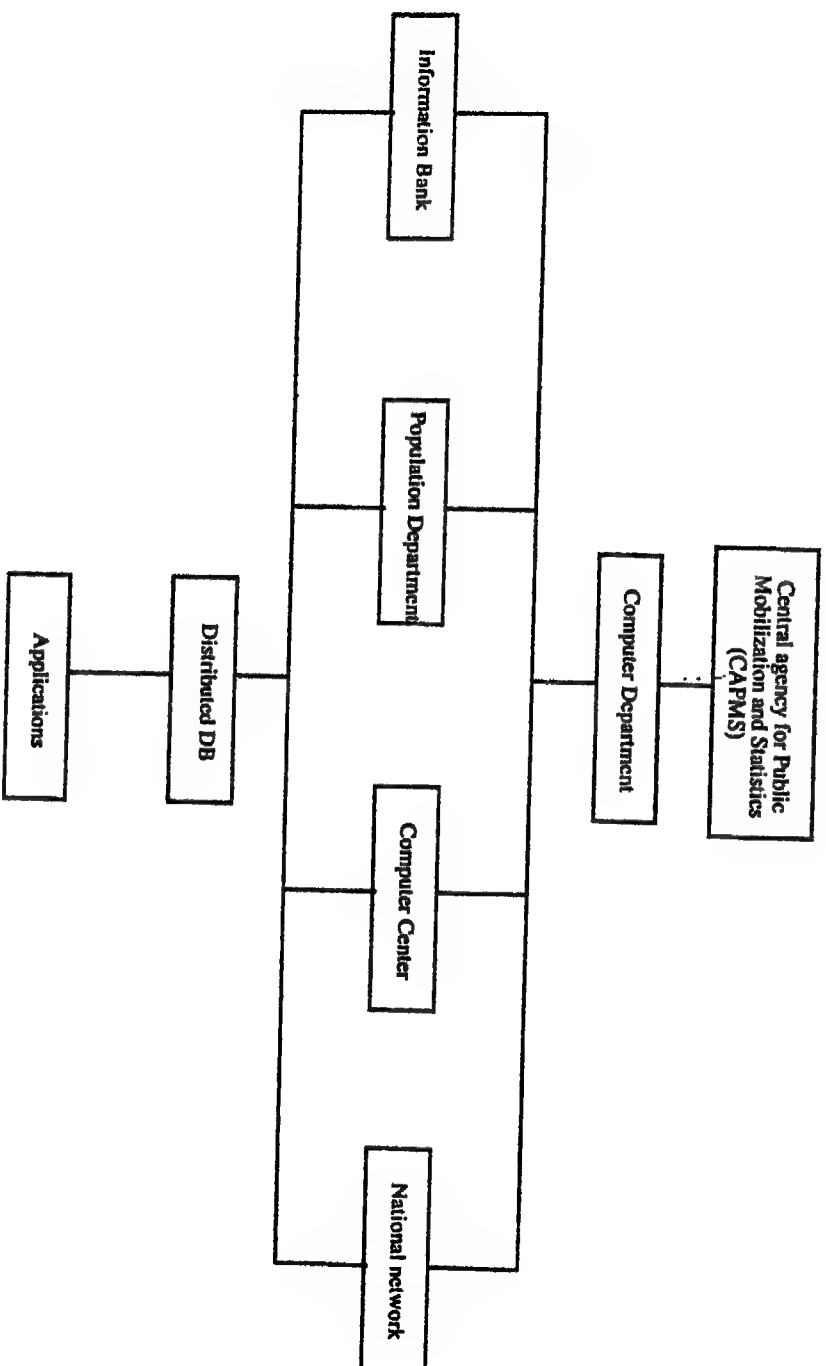 Central agency for Public
Mobilization and Statistics
(CAPMS)
Computer Department
Information Bank
Population Department
Computer Center
National network
Distributed DB
Applications